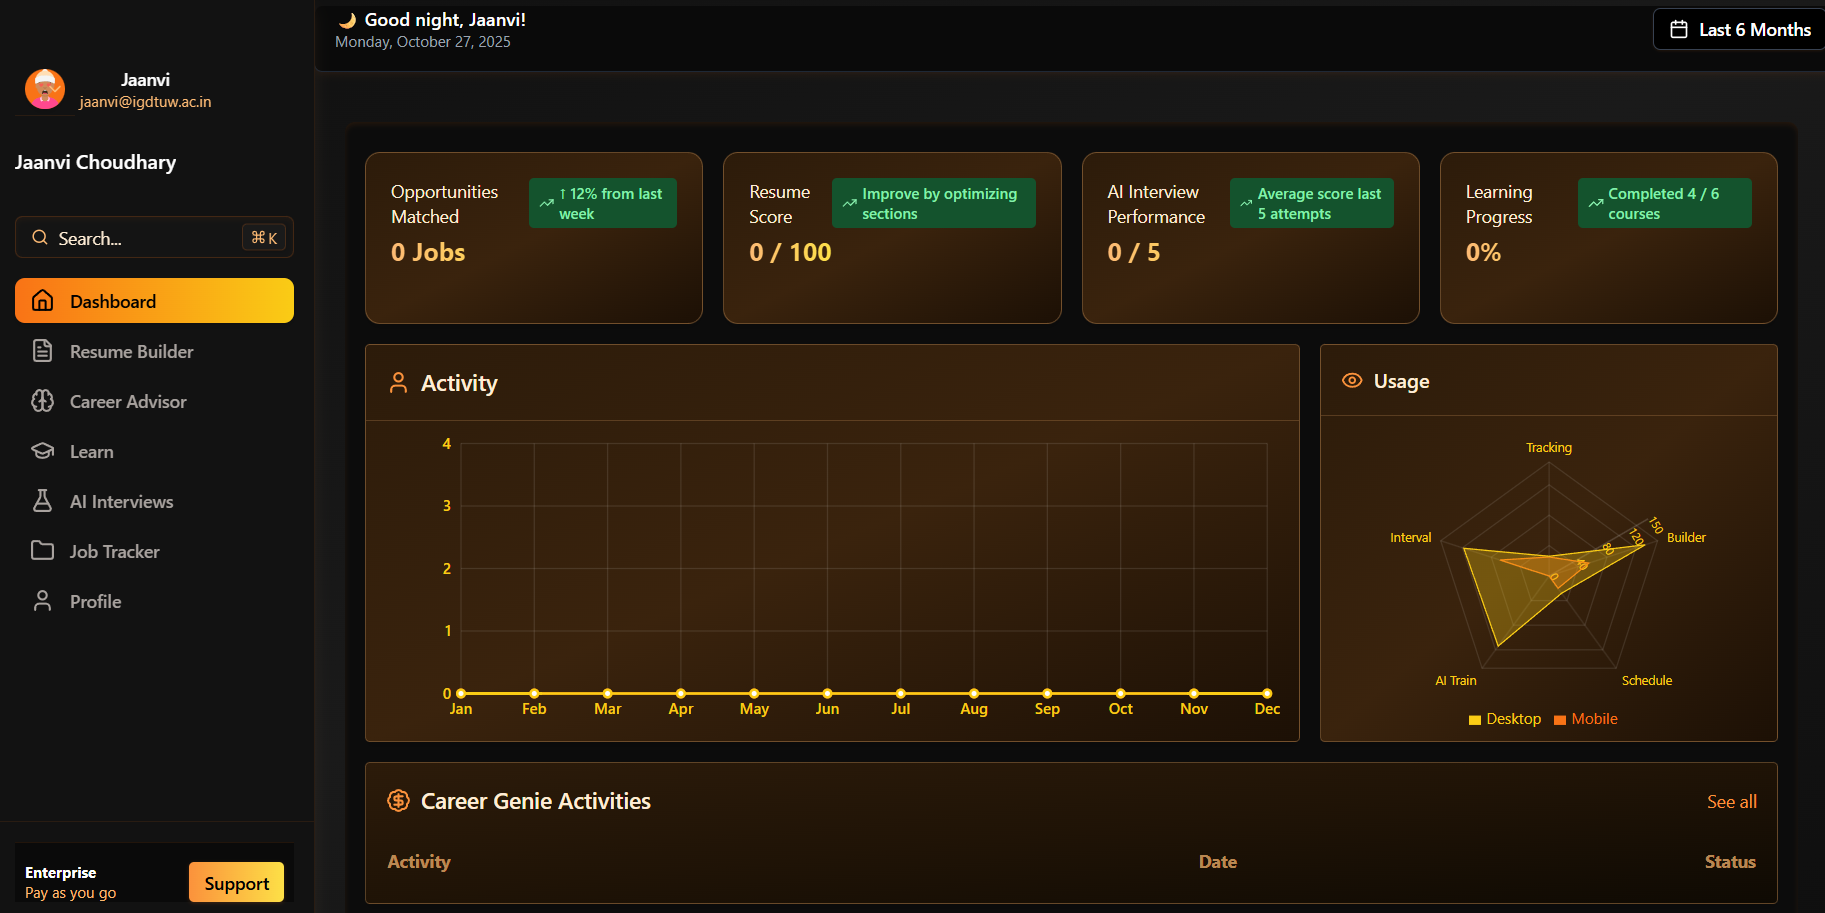 Jaanvi
jaanvi@igdtuw.ac.in
Jaanvi Choudhary
Search...
⌘ K
Dashboard
Resume Builder
Career Advisor
Learn
AI Interviews
Job Tracker
Profile
Enterprise
Pay as you go
Support
🌙 Good night, Jaanvi!
Monday, October 27, 2025
Last 6 Months
Opportunities
Matched
↑ 12% from last
week
0 Jobs
Resume
Score
Improve by optimizing
sections
0 / 100
AI Interview
Performance
Average score last
5 attempts
0 / 5
Learning
Progress
Completed 4 / 6
courses
0%
Activity
4
3
2
1
0
Jan Feb Mar Apr May Jun Jul Aug Sep Oct Nov Dec
Usage
Tracking
Interval
Builder
0 40 80 120 150
AI Train
Schedule
Desktop Mobile
Career Genie Activities
See all
Activity Date Status